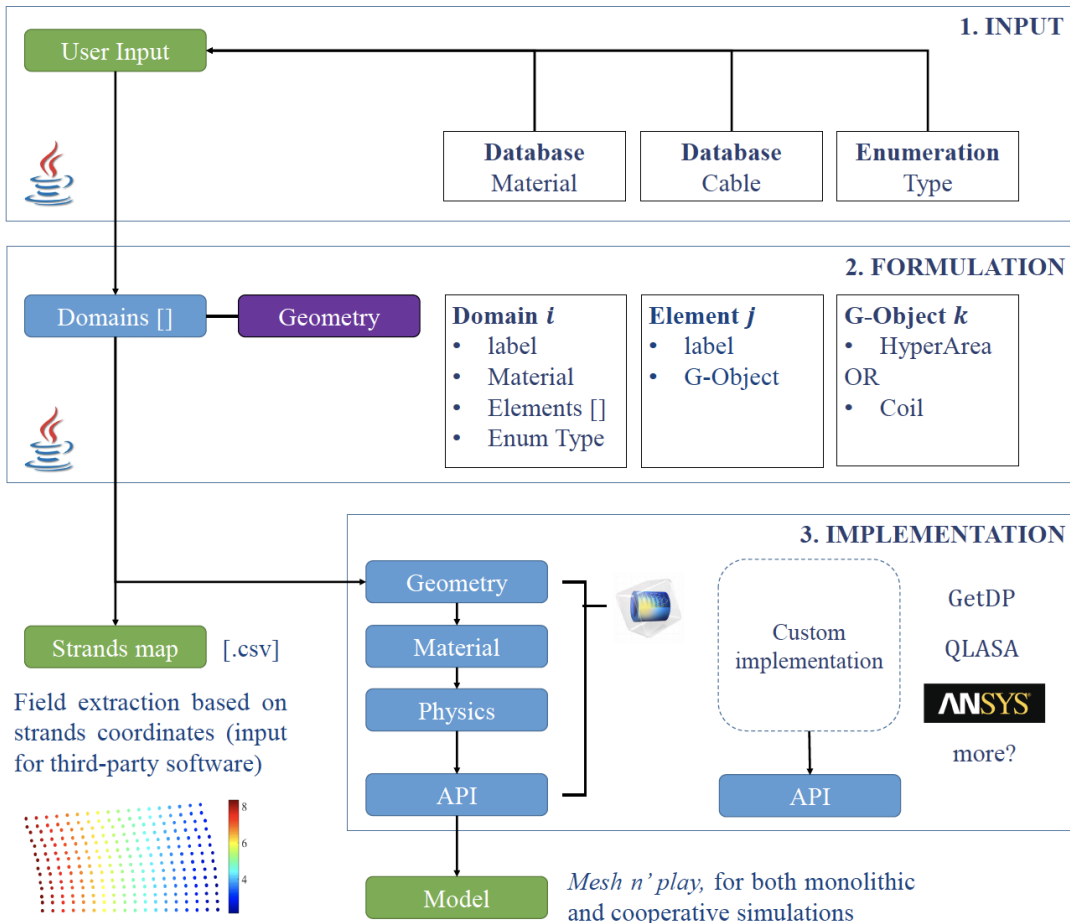 1. INPUT
User Input
Database
Material
Database
Cable
Enumeration
Type
2. FORMULATION
Domains []
Geometry
Domain i
• label
• Material
• Elements []
• Enum Type
Element j
• label
• G-Object
G-Object k
• HyperArea
OR
• Coil
3. IMPLEMENTATION
Geometry
Material
Physics
API
Custom
implementation
API
GetDP
QLASA
ANSYS
more?
Strands map
[.csv]
Field extraction based on
strands coordinates (input
for third-party software)
8
6
4
Model
Mesh n’ play, for both monolithic
and cooperative simulations